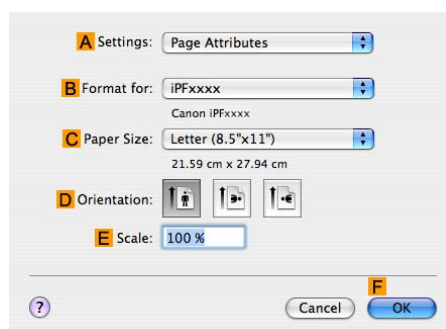 A Settings: Page Attributes
B Format for: iPFxxxx
Canon iPFxxxx
C Paper Size: Letter (8.5"x11")
21.59 cm x 27.94 cm
D Orientation:
E Scale: 100 %
F
? Cancel OK